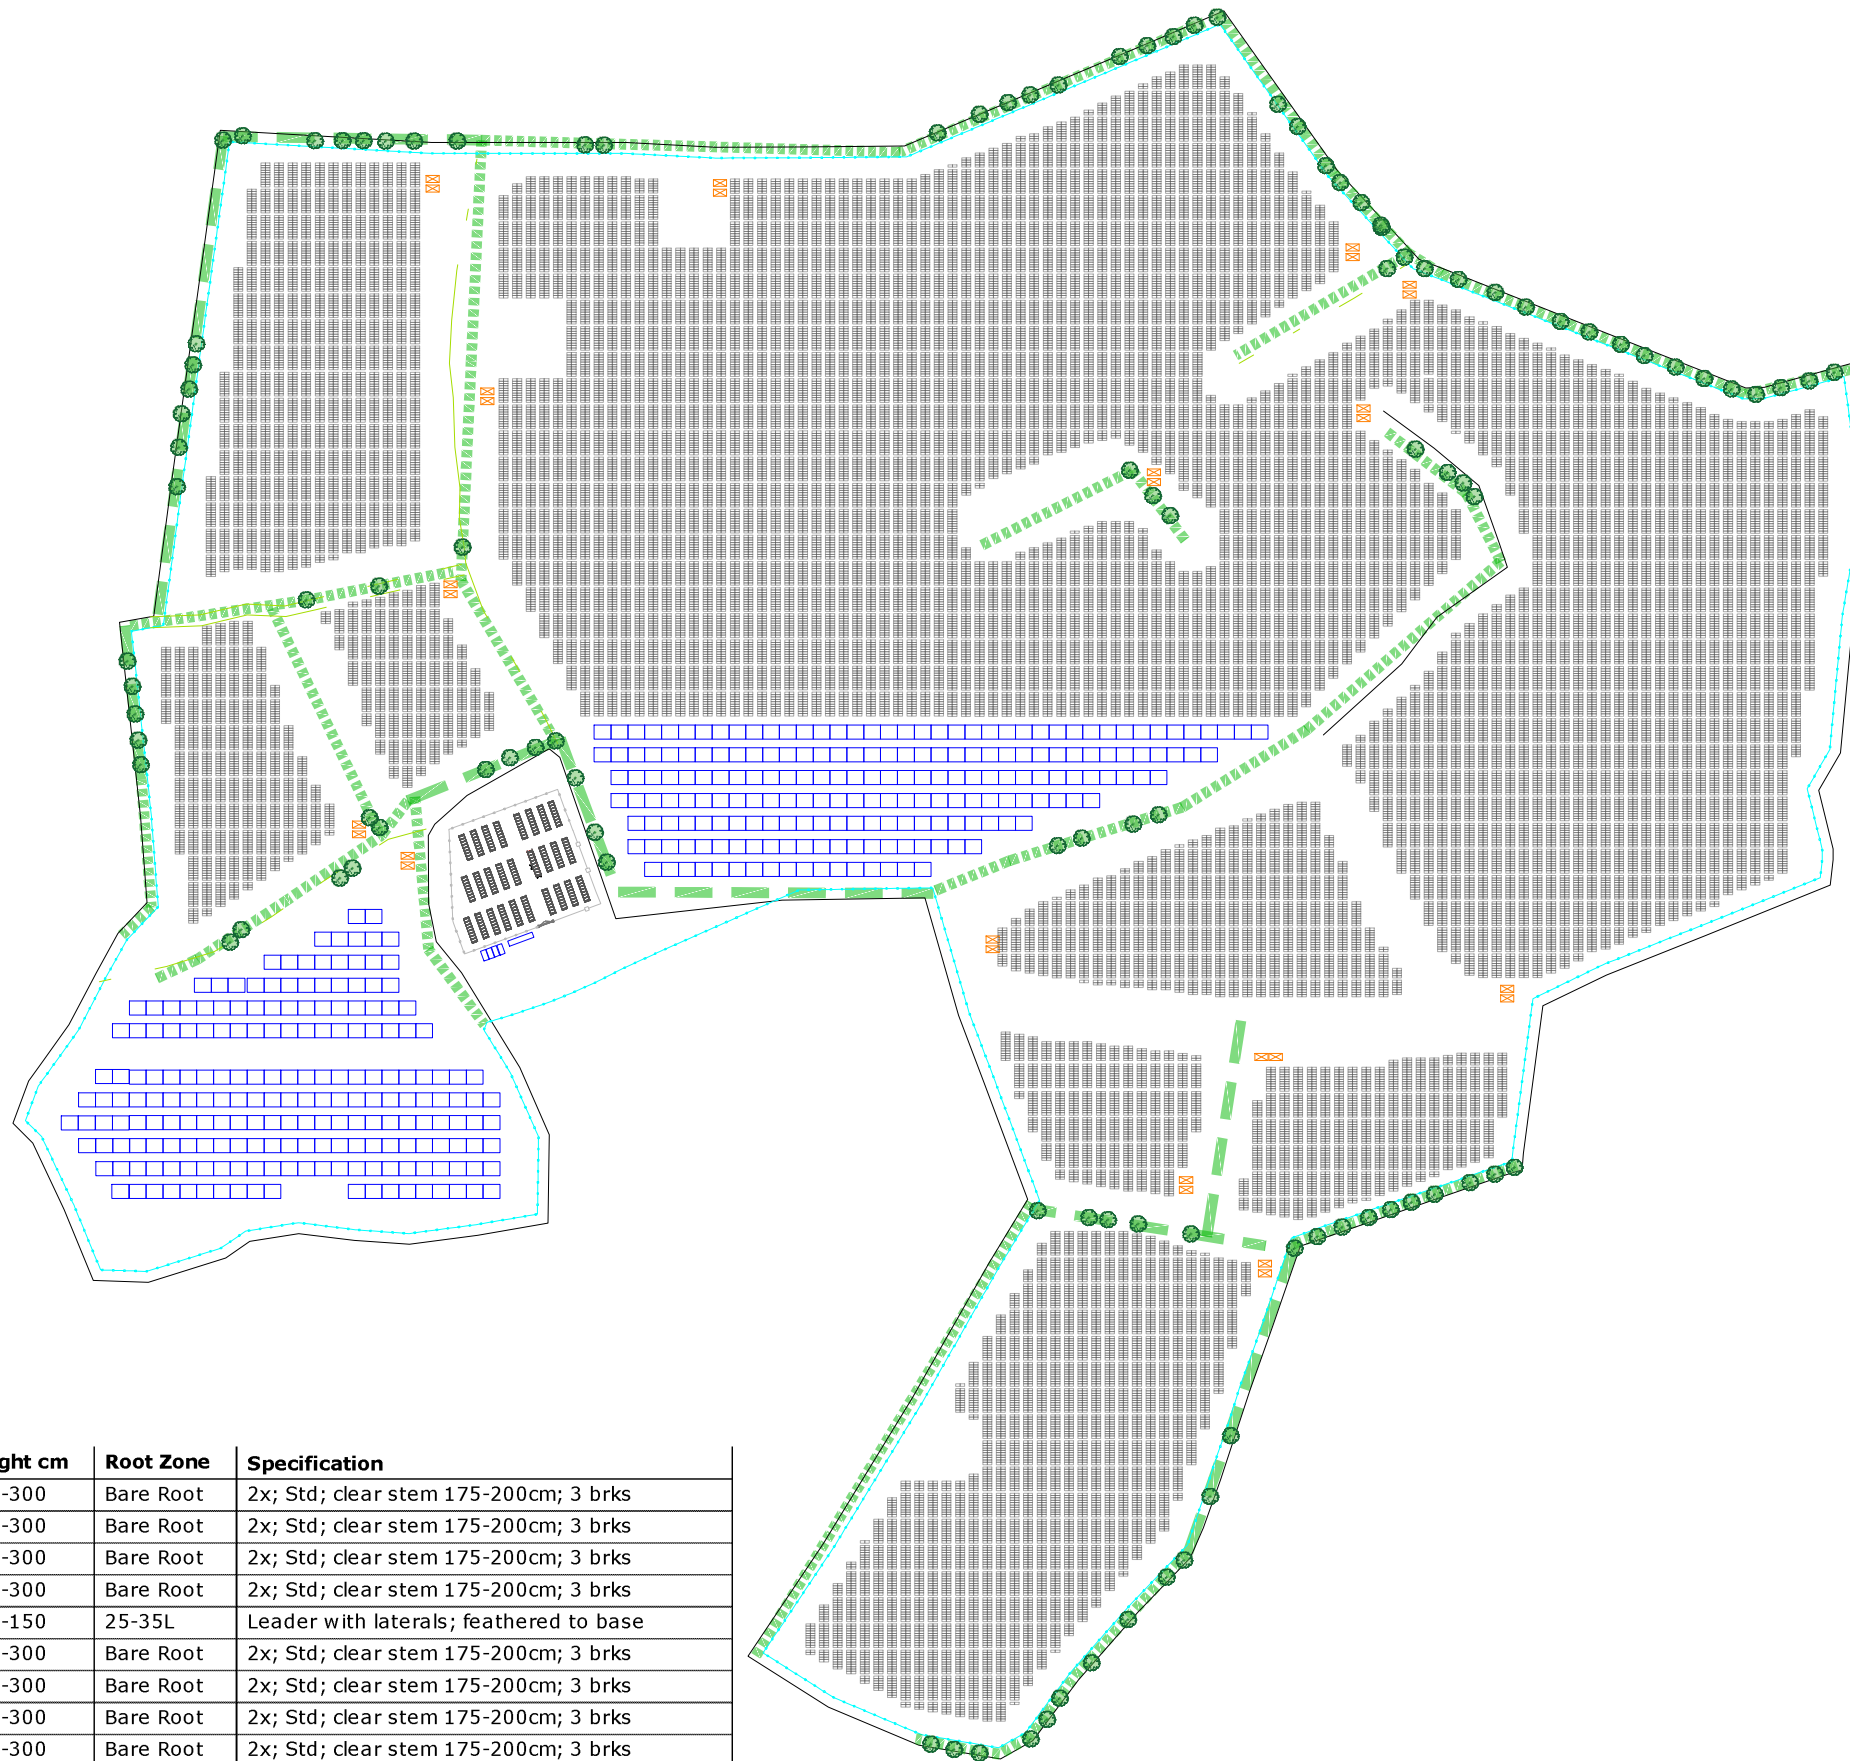 ght cm Root Zone Specification
-300 Bare Root 2x; Std; clear stem 175-200cm; 3 brks
-300 Bare Root 2x; Std; clear stem 175-200cm; 3 brks
-300 Bare Root 2x; Std; clear stem 175-200cm; 3 brks
-300 Bare Root 2x; Std; clear stem 175-200cm; 3 brks
-150 25-35L Leader with laterals; feathered to base
-300 Bare Root 2x; Std; clear stem 175-200cm; 3 brks
-300 Bare Root 2x; Std; clear stem 175-200cm; 3 brks
-300 Bare Root 2x; Std; clear stem 175-200cm; 3 brks
-300 Bare Root 2x; Std; clear stem 175-200cm; 3 brks